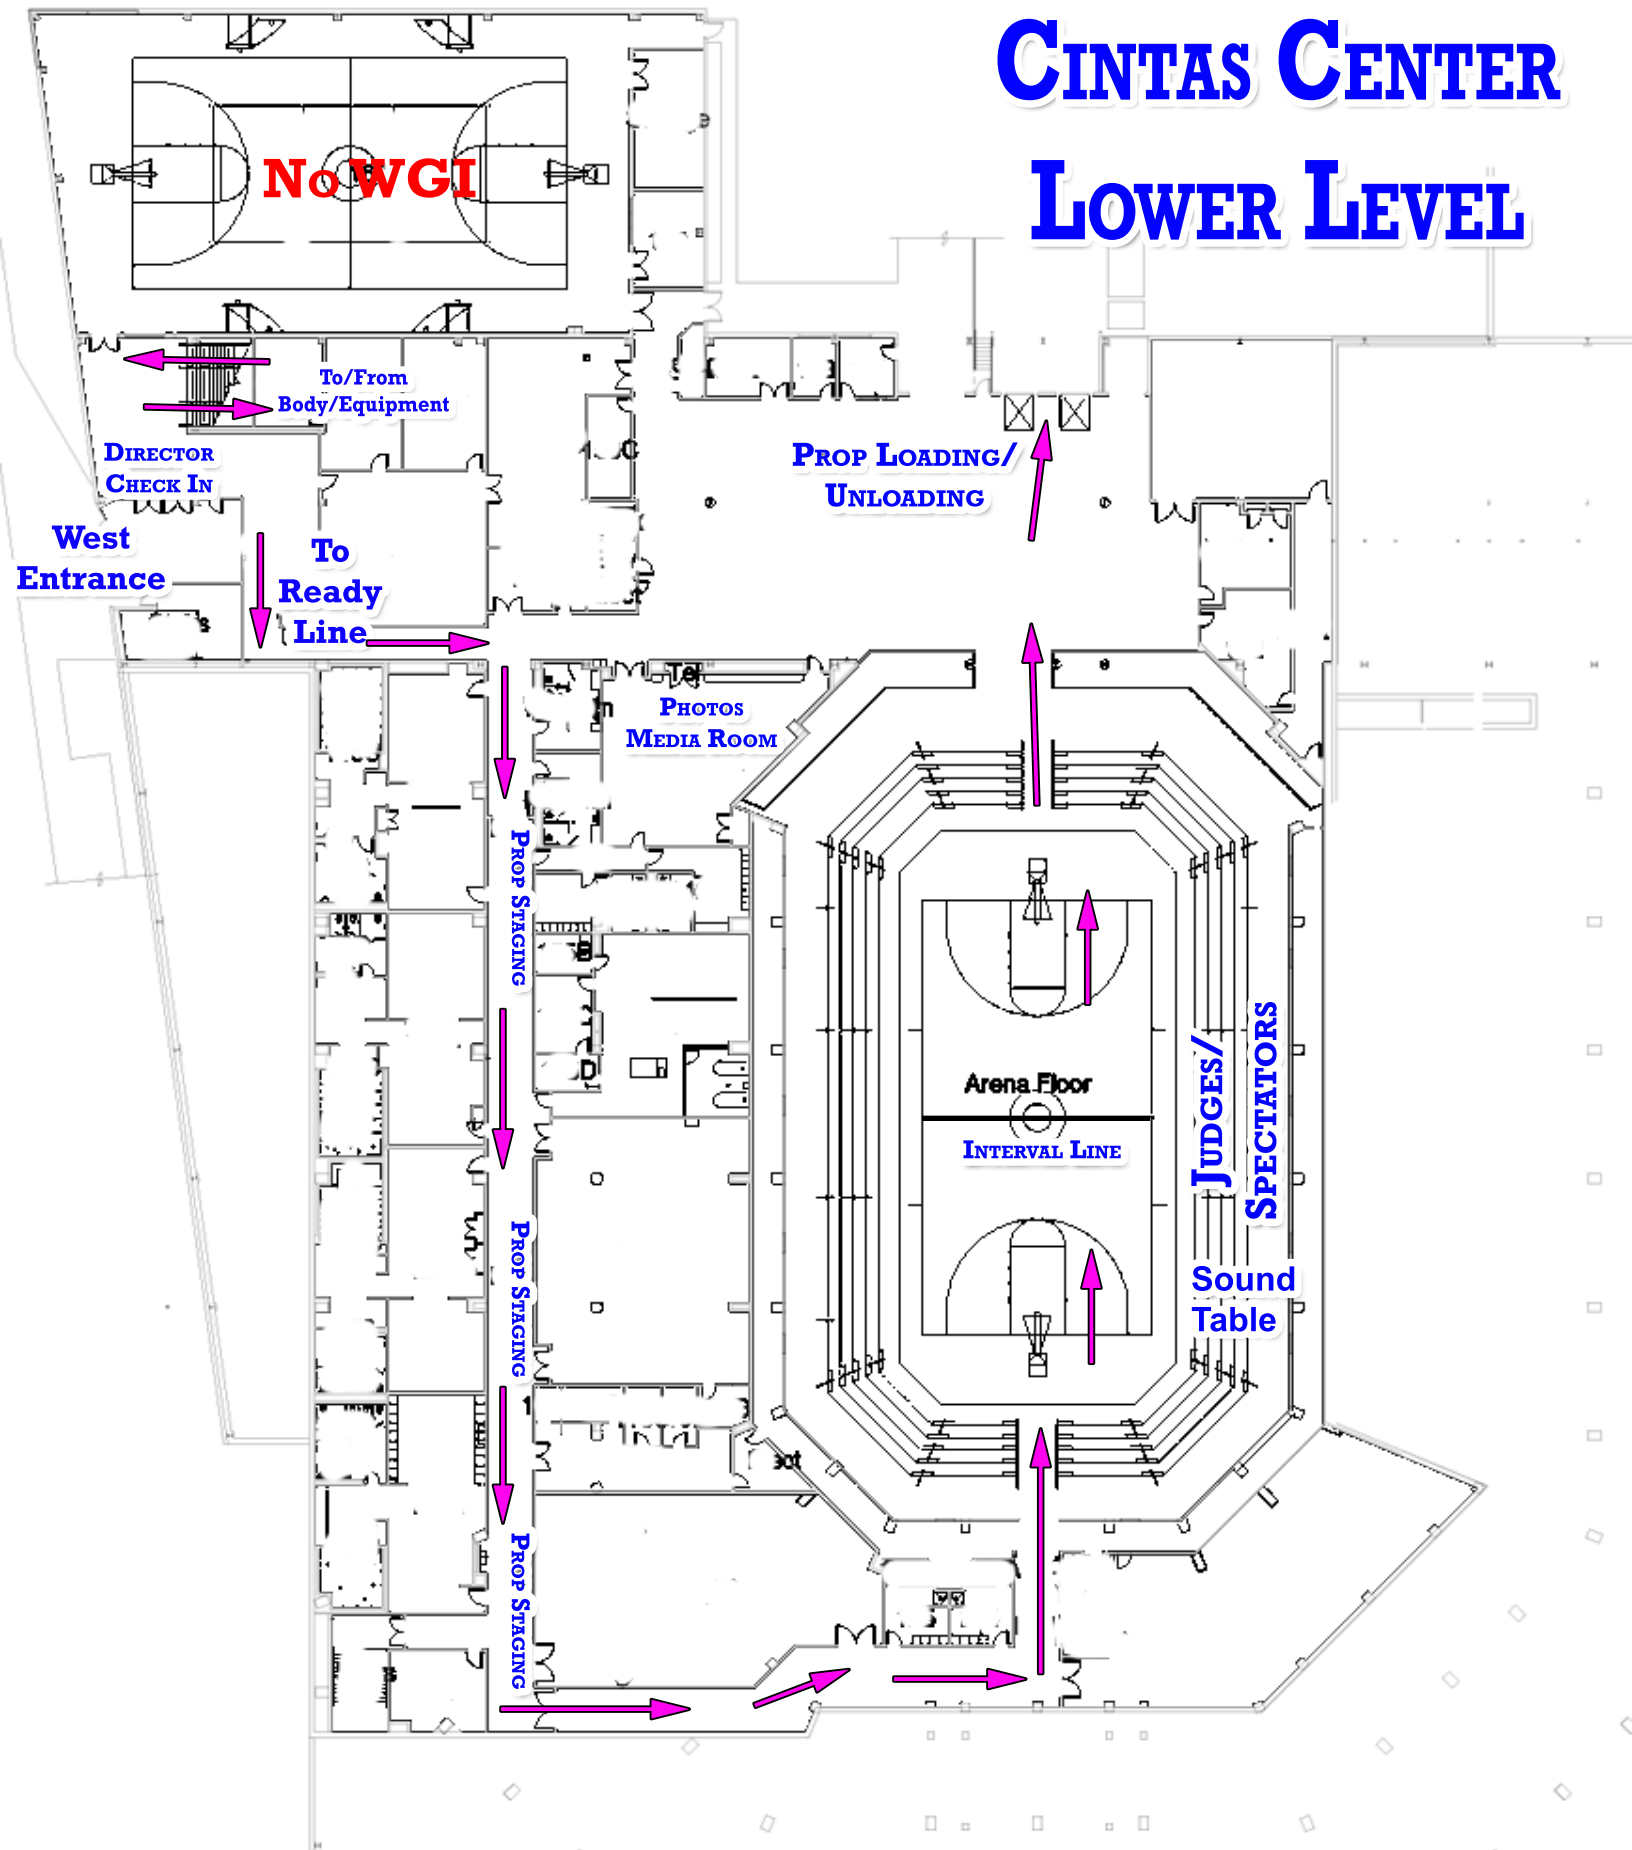 Cintas Center
Lower Level
No WGI
To/From
Body/Equipment
Director
Check In
West
Entrance
To
Ready
Line
Prop Loading/
Unloading
Tel
Photos
Media Room
Prop Staging
Prop Staging
Prop Staging
Arena Floor
Interval Line
Judges/
Spectators
Sound
Table